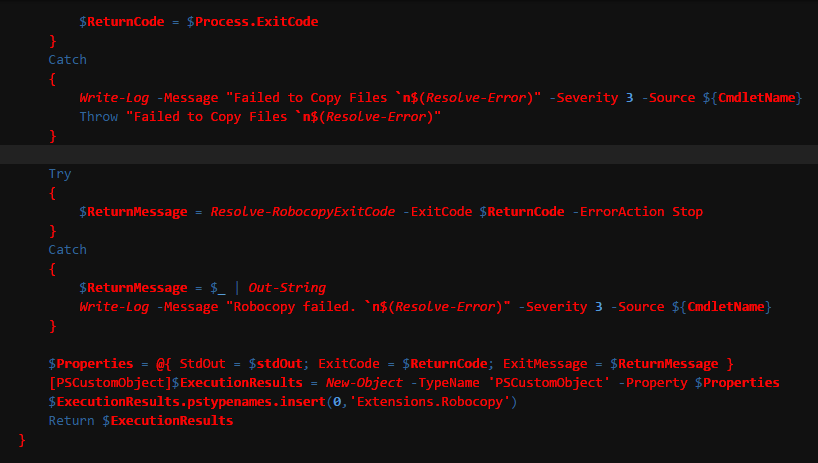 $ReturnCode = $Process.ExitCode
}
Catch
{
Write-Log -Message "Failed to Copy Files `n$(Resolve-Error)" -Severity 3 -Source ${CmdletName}
Throw "Failed to Copy Files `n$(Resolve-Error)"
}
Try
{
$ReturnMessage = Resolve-RobocopyExitCode -ExitCode $ReturnCode -ErrorAction Stop
}
Catch
{
$ReturnMessage = $_ | Out-String
Write-Log -Message "Robocopy failed. `n$(Resolve-Error)" -Severity 3 -Source ${CmdletName}
}
$Properties = @{ StdOut = $stdOut; ExitCode = $ReturnCode; ExitMessage = $ReturnMessage }
[PSCustomObject]$ExecutionResults = New-Object -TypeName 'PSCustomObject' -Property $Properties
$ExecutionResults.pstypenames.insert(0,'Extensions.Robocopy')
Return $ExecutionResults
}